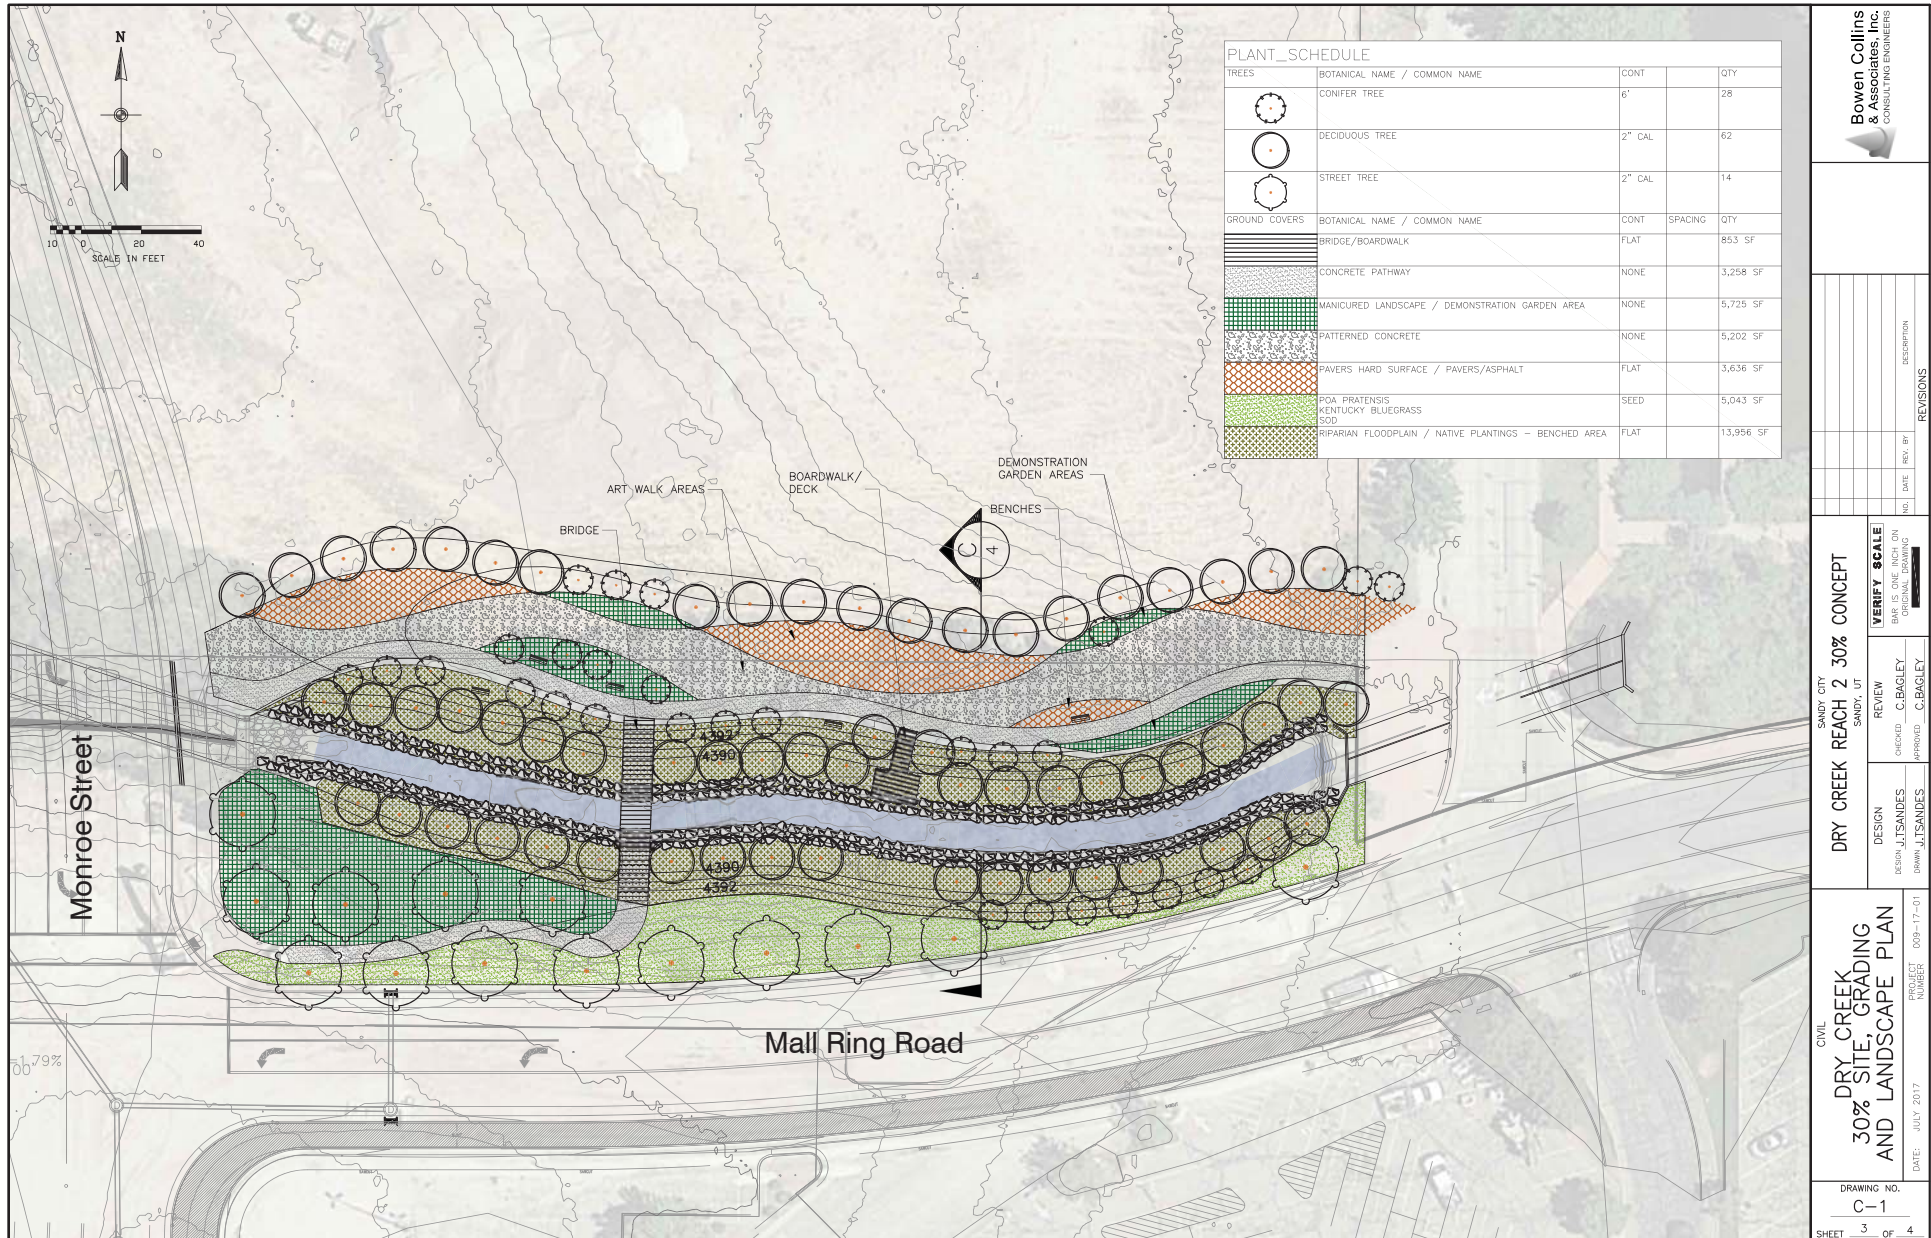 N
10 0 20 40
SCALE IN FEET
PLANT_SCHEDULE
TREES BOTANICAL NAME / COMMON NAME CONT QTY
CONIFER TREE 6' 28
DECIDUOUS TREE 2" CAL 62
STREET TREE 2" CAL 14
GROUND COVERS BOTANICAL NAME / COMMON NAME CONT SPACING QTY
BRIDGE/BOARDWALK FLAT 853 SF
CONCRETE PATHWAY NONE 3,258 SF
MANICURED LANDSCAPE / DEMONSTRATION GARDEN AREA NONE 5,725 SF
PATTERNED CONCRETE NONE 5,202 SF
PAVERS HARD SURFACE / PAVERS/ASPHALT FLAT 3,636 SF
POA PRATENSIS SEED 5,043 SF
KENTUCKY BLUEGRASS
SOD
RIPARIAN FLOODPLAIN / NATIVE PLANTINGS - BENCHED AREA FLAT 13,956 SF
ART WALK AREAS
BOARDWALK/
DECK
DEMONSTRATION
GARDEN AREAS
BENCHES
BRIDGE
C
4
4392
4390
4390
4392
Monroe Street
Mall Ring Road
-1.79%
Bowen Collins
& Associates, Inc.
CONSULTING ENGINEERS
REVISIONS
NO. DATE REV. BY DESCRIPTION
VERIFY SCALE
BAR IS ONE INCH ON
ORIGINAL DRAWING
SANDY CITY
DRY CREEK REACH 2 30% CONCEPT
SANDY, UT
DESIGN
DESIGN J.TSANDES
DRAWN J.TSANDES
REVIEW
CHECKED C.BAGLEY
APPROVED C.BAGLEY
CIVIL
DRY CREEK
30% SITE, GRADING
AND LANDSCAPE PLAN
DATE: JULY 2017
PROJECT
NUMBER 009-17-01
DRAWING NO.
C-1
SHEET 3 OF 4